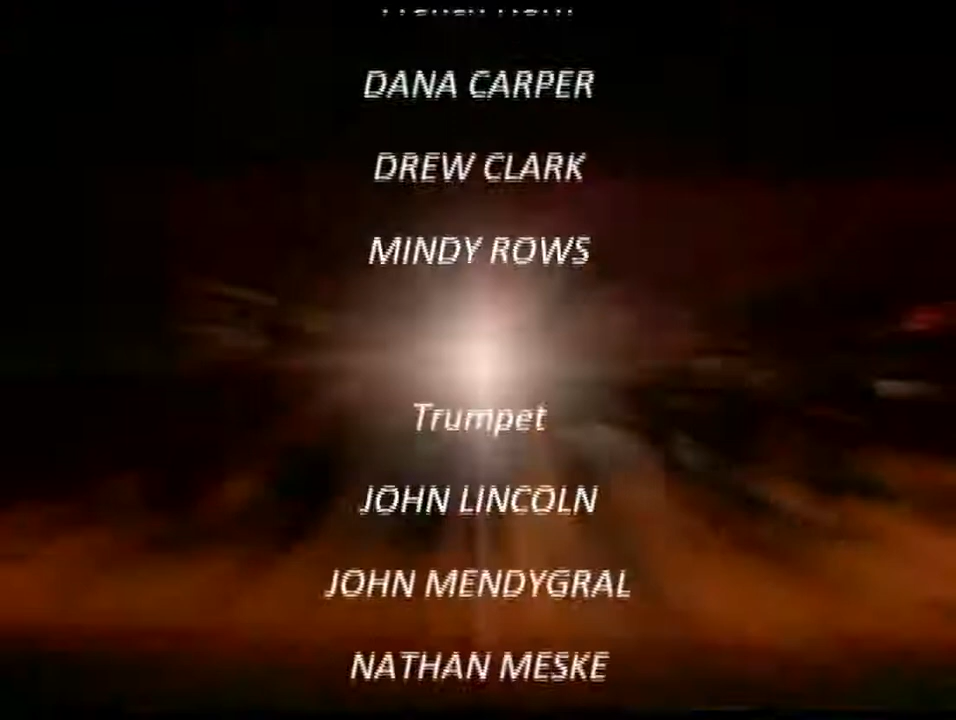 DANA CARPER
DREW CLARK
MINDY ROWS
Trumpet
JOHN LINCOLN
JOHN MENDYGRAL
NATHAN MESKE